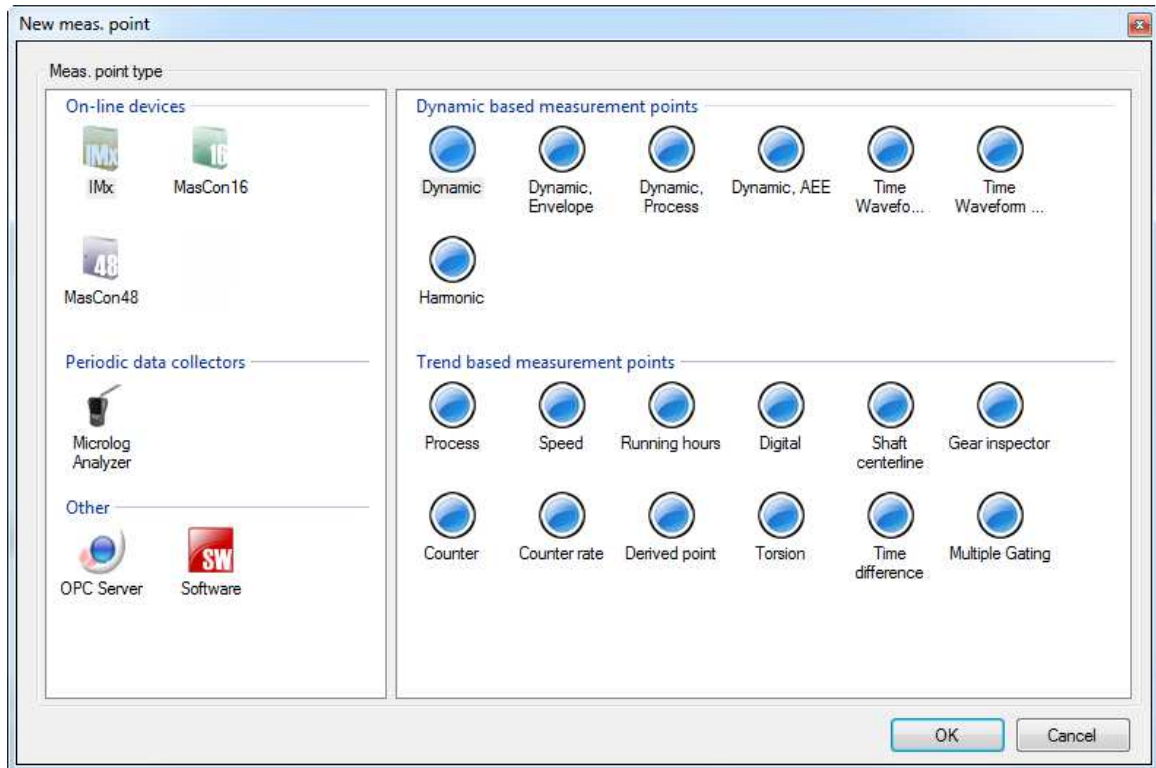 New meas. point
Meas. point type
On-line devices
IMx
IMx
16
MasCon16
48
MasCon48
Periodic data collectors
Microlog
Analyzer
Other
SW
OPC Server
Software
Dynamic based measurement points
Dynamic
Dynamic,
Envelope
Dynamic,
Process
Dynamic, AEE
Time
Wavefo...
Time
Waveform ...
Harmonic
Trend based measurement points
Process
Speed
Running hours
Digital
Shaft
centerline
Gear inspector
Counter
Counter rate
Derived point
Torsion
Time
difference
Multiple Gating
OK
Cancel